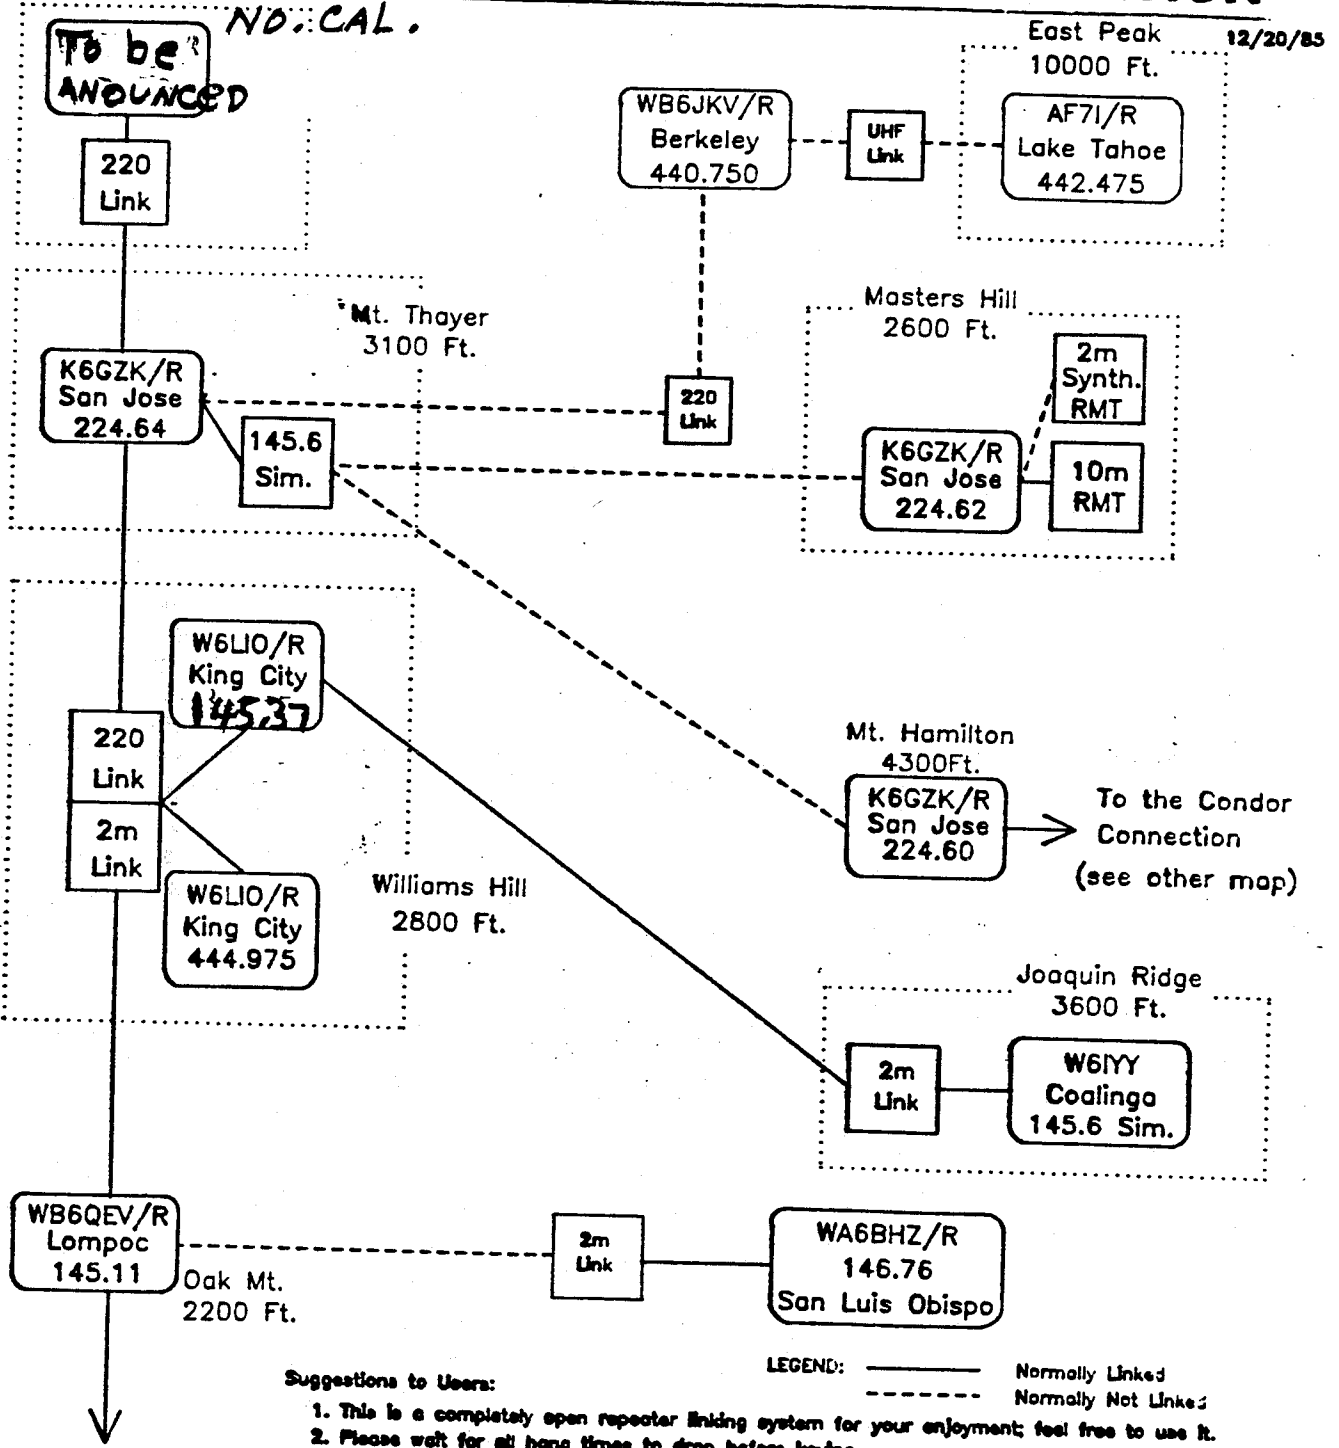 NO. CAL.
12/20/85
To be
ANOUNCED
220
Link
East Peak
10000 Ft.
WB6JKV/R
Berkeley
440.750
UHF
Link
AF7I/R
Lake Tahoe
442.475
Mt. Thayer
3100 Ft.
Masters Hill
2600 Ft.
K6GZK/R
San Jose
224.64
145.6
Sim.
220
Link
K6GZK/R
San Jose
224.62
2m
Synth.
RMT
10m
RMT
W6LIO/R
King City
145.37
220
Link
2m
Link
W6LIO/R
King City
444.975
Williams Hill
2800 Ft.
Mt. Hamilton
4300Ft.
K6GZK/R
San Jose
224.60
To the Condor
Connection
(see other map)
Joaquin Ridge
3600 Ft.
2m
Link
W6IYY
Coalinga
145.6 Sim.
WB6QEV/R
Lompoc
145.11
Oak Mt.
2200 Ft.
2m
Link
WA6BHZ/R
146.76
San Luis Obispo
LEGEND:
Normally Linked
Normally Not Linked
Suggestions to Users:
1. This is a completely open repeater linking system for your enjoyment; feel free to use it.
2. Please wait for all hang times to drop before keying